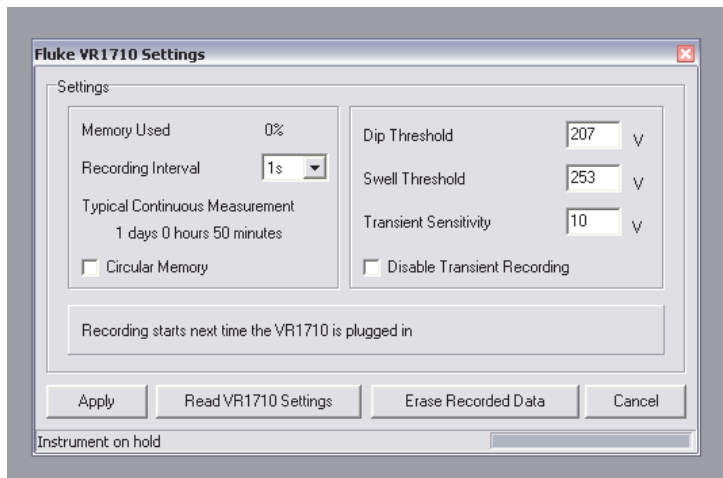 Fluke VR1710 Settings
Settings
Memory Used 0%
Recording Interval 1s
Typical Continuous Measurement
1 days 0 hours 50 minutes
Circular Memory
Dip Threshold 207 V
Swell Threshold 253 V
Transient Sensitivity 10 V
Disable Transient Recording
Recording starts next time the VR1710 is plugged in
Apply Read VR1710 Settings Erase Recorded Data Cancel
Instrument on hold